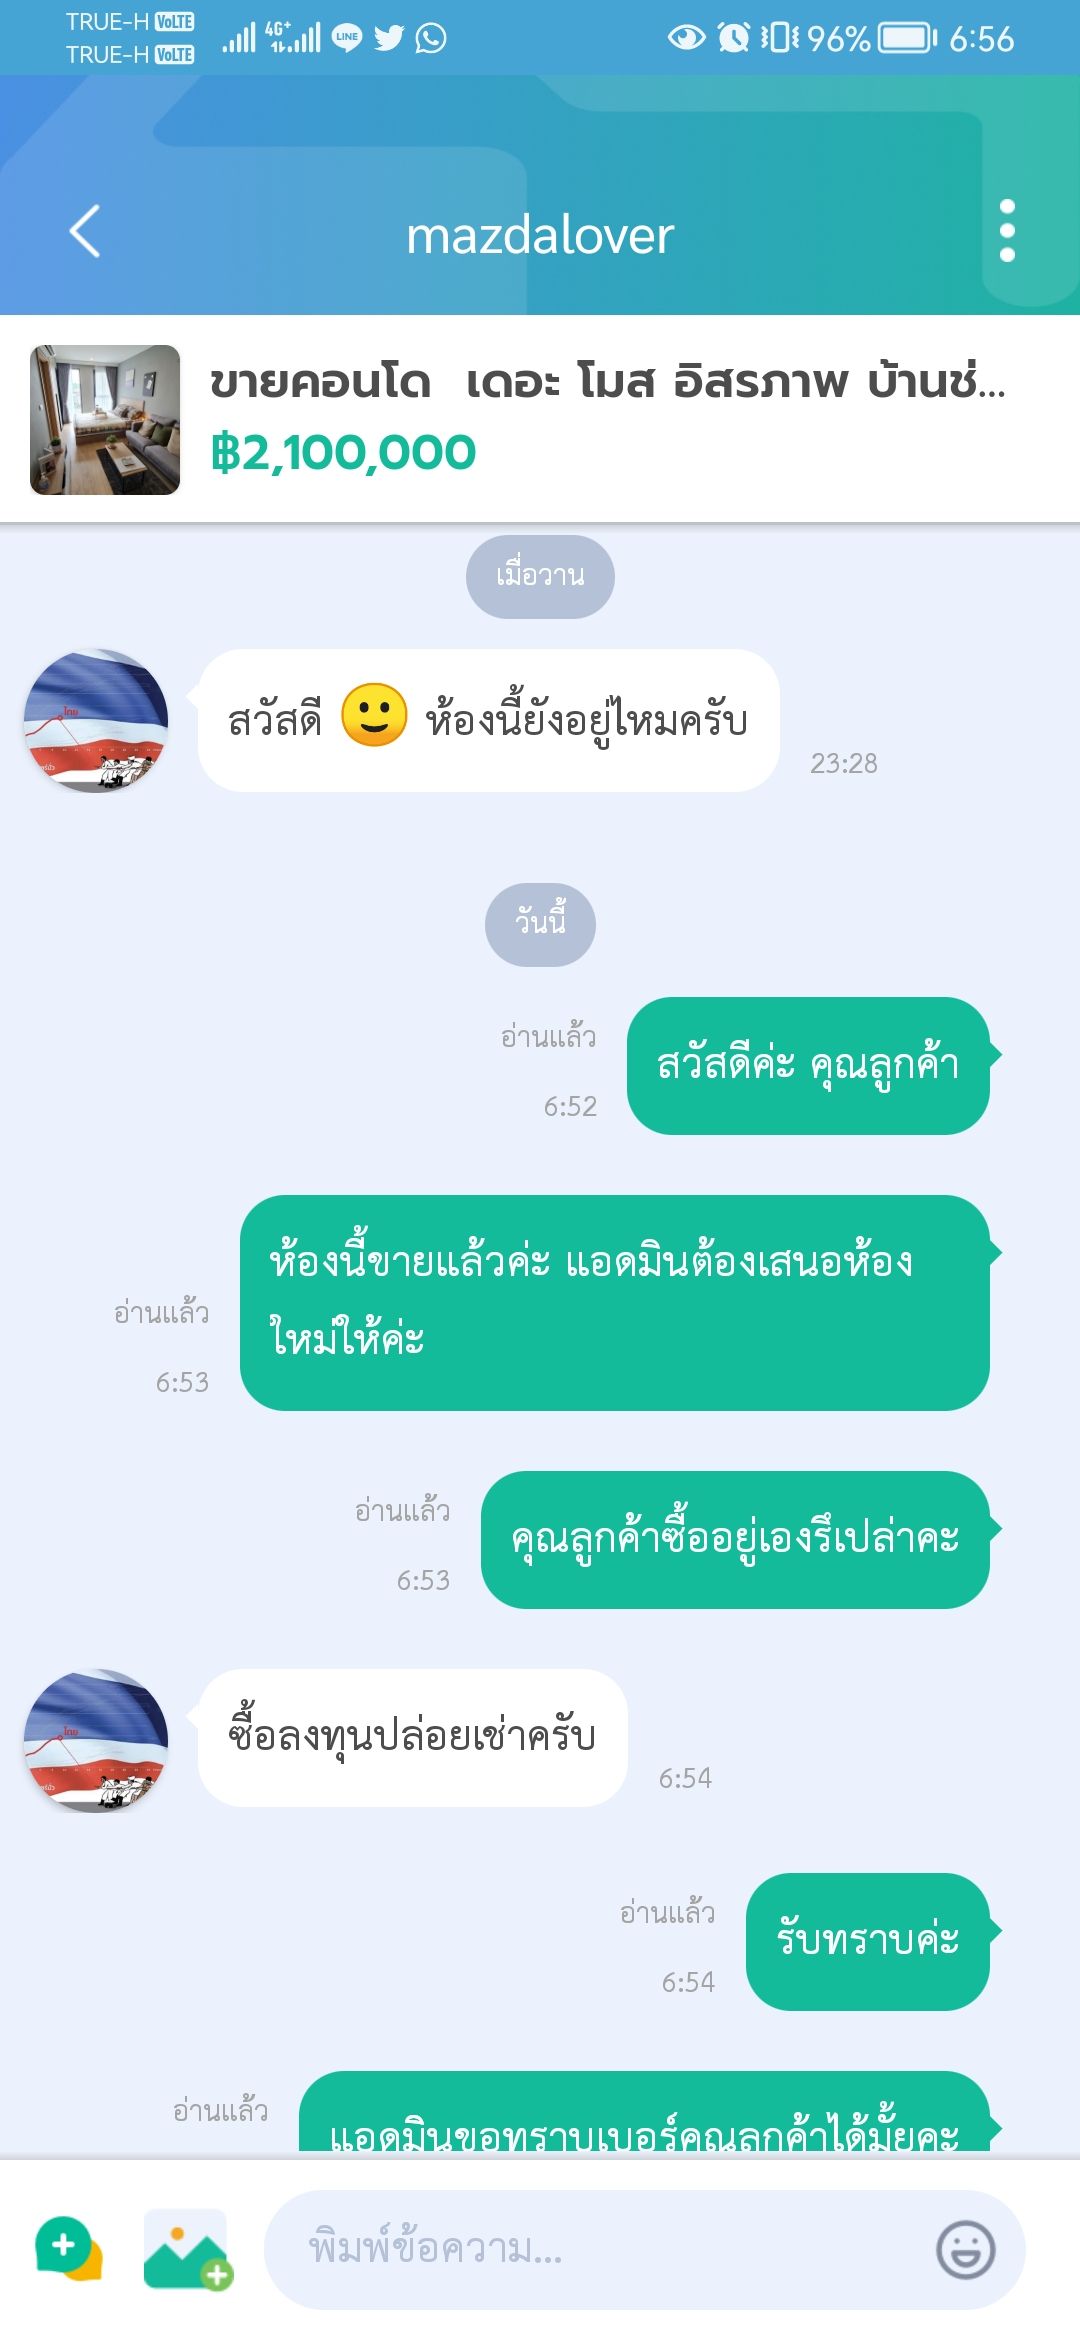 TRUE-H VoLTE
TRUE-H VoLTE
4G+
LINE
96%
6:56
mazdalover
ขายคอนโด เดอะ โมส อิสรภาพ บ้านช่...
฿2,100,000
เมื่อวาน
สวัสดี 🙂 ห้องนี้ยังอยู่ไหมครับ
23:28
วันนี้
อ่านแล้ว
6:52
สวัสดีค่ะ คุณลูกค้า
ห้องนี้ขายแล้วค่ะ แอดมินต้องเสนอห้อง
ใหม่ให้ค่ะ
อ่านแล้ว
6:53
อ่านแล้ว
6:53
คุณลูกค้าซื้ออยู่เองรึเปล่าคะ
ซื้อลงทุนปล่อยเช่าครับ
6:54
อ่านแล้ว
6:54
รับทราบค่ะ
อ่านแล้ว
แอดมินขอทราบเบอร์คุณลูกค้าได้มั้ยคะ
พิมพ์ข้อความ...